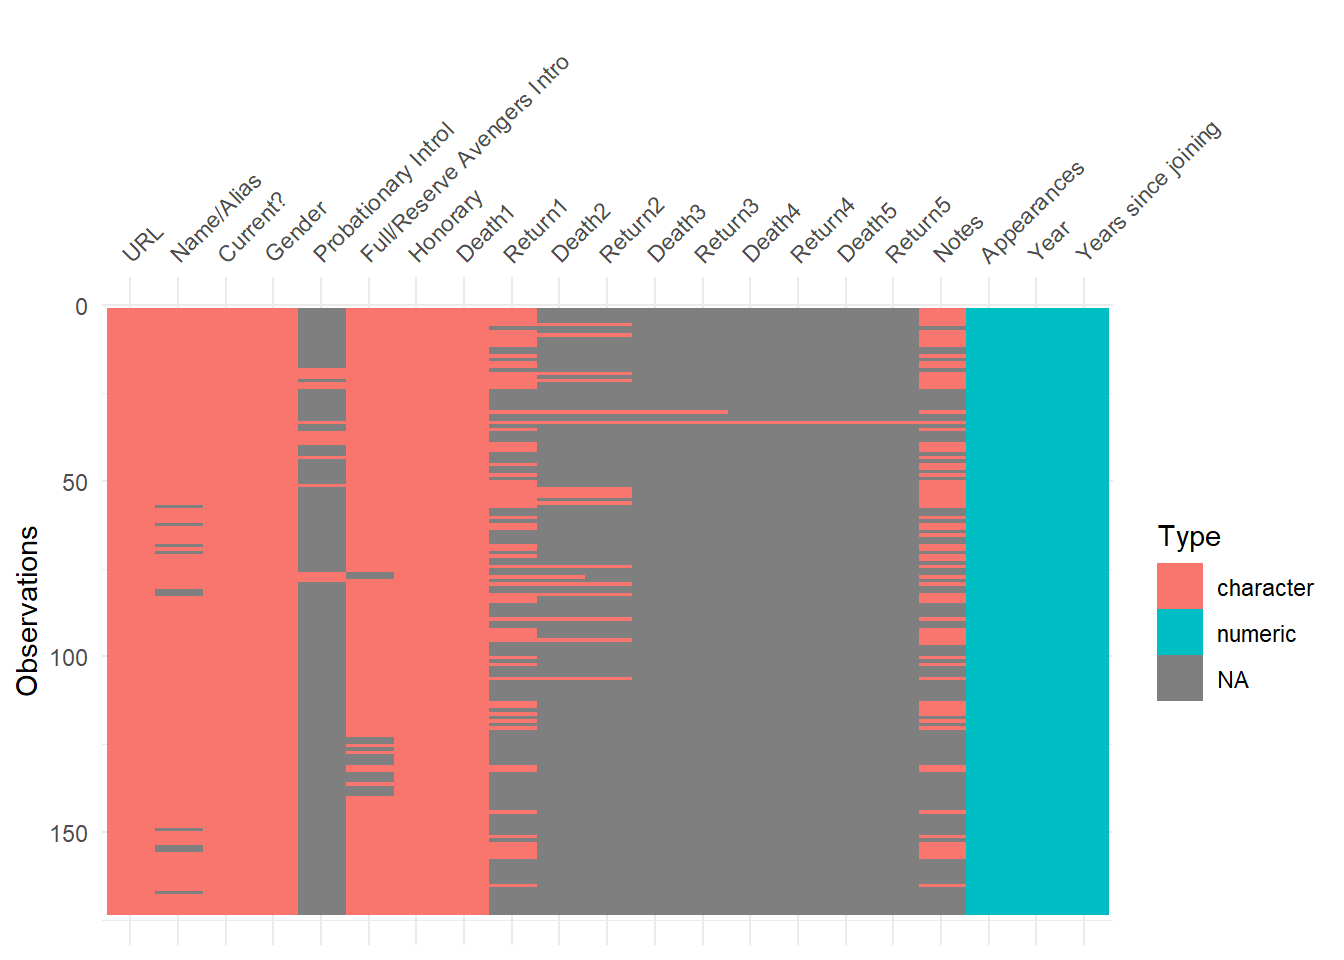 URL
Name/Alias
Current?
Gender
Probationary Introl
Full/Reserve Avengers Intro
Honorary
Death1
Return1
Death2
Return2
Death3
Return3
Death4
Return4
Death5
Return5
Notes
Appearances
Year
Years since joining
0
50
100
150
Observations
Type
character
numeric
NA